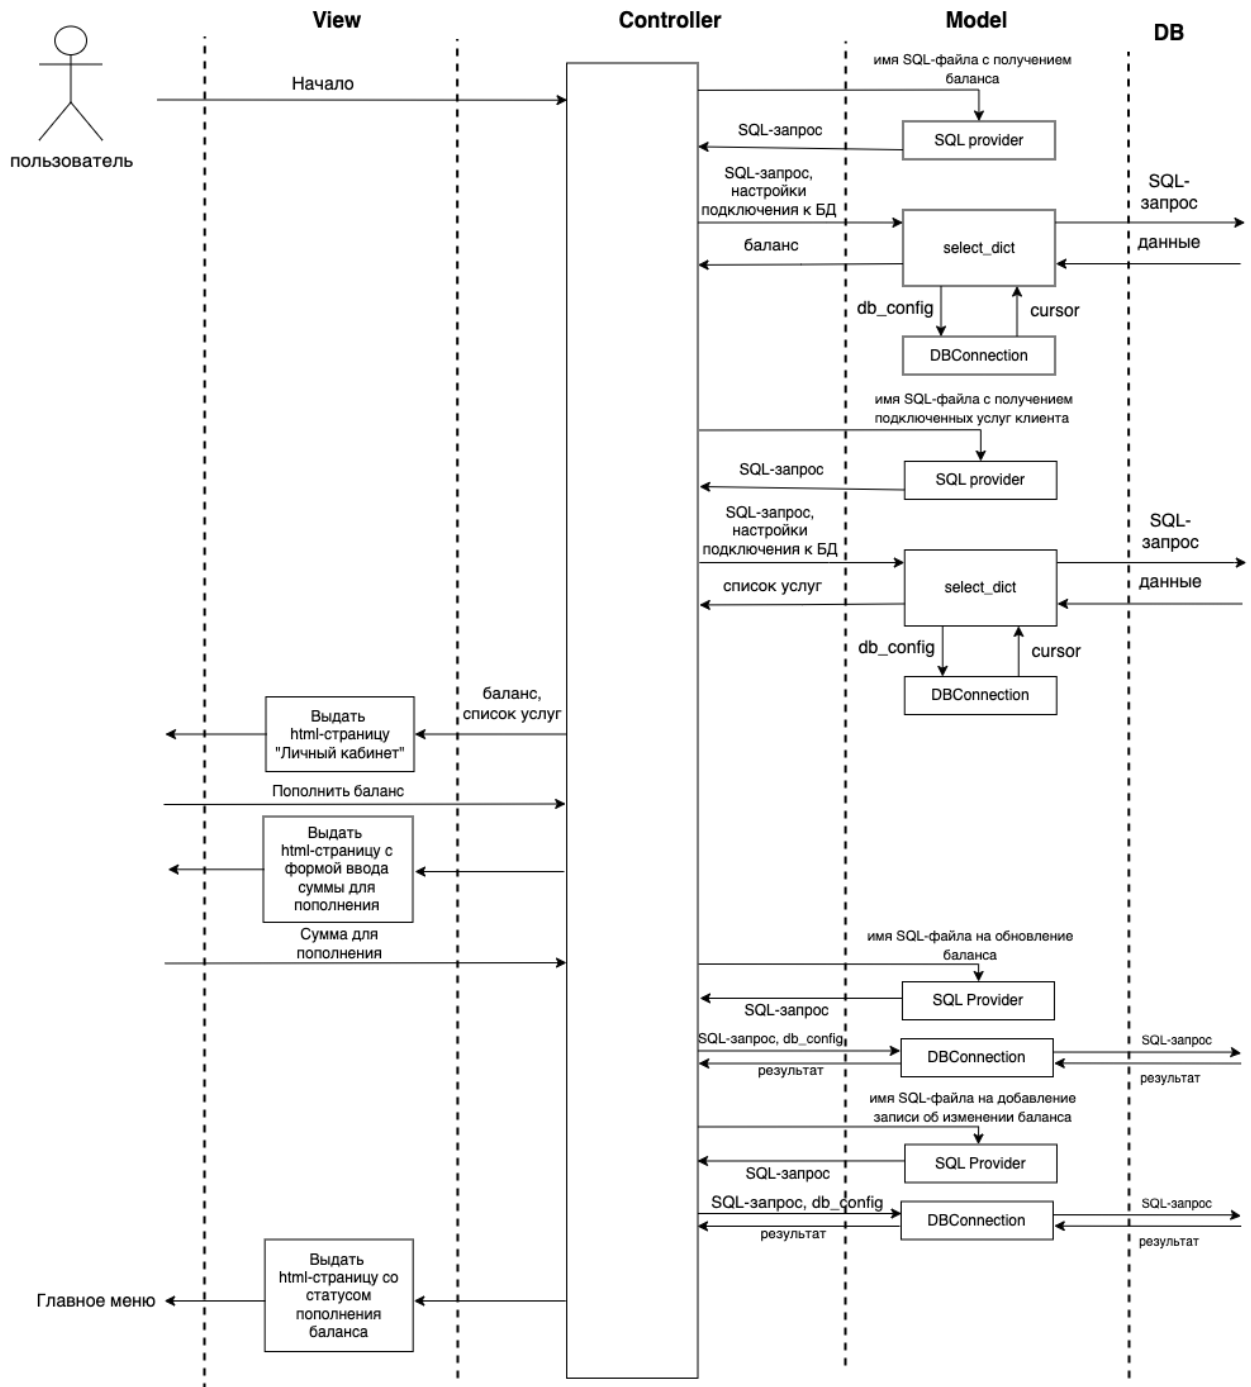 View
Controller
Model
DB
имя SQL-файла с получением
баланса
Начало
SQL-запрос
SQL provider
пользователь
SQL-запрос,
настройки
подключения к БД
SQL-
запрос
баланс
select_dict
данные
db_config
cursor
DBConnection
имя SQL-файла с получением
подключенных услуг клиента
SQL-запрос
SQL provider
SQL-запрос,
настройки
подключения к БД
SQL-
запрос
список услуг
select_dict
данные
db_config
cursor
DBConnection
баланс,
список услуг
Выдать
html-страницу
"Личный кабинет"
Пополнить баланс
Выдать
html-страницу с
формой ввода
суммы для
пополнения
Сумма для
пополнения
имя SQL-файла на обновление
баланса
SQL Provider
SQL-запрос
SQL-запрос, db_config
DBConnection
SQL-запрос
результат
результат
имя SQL-файла на добавление
записи об изменении баланса
SQL Provider
SQL-запрос
SQL-запрос, db_config
DBConnection
SQL-запрос
результат
результат
Выдать
html-страницу со
статусом
пополнения
баланса
Главное меню